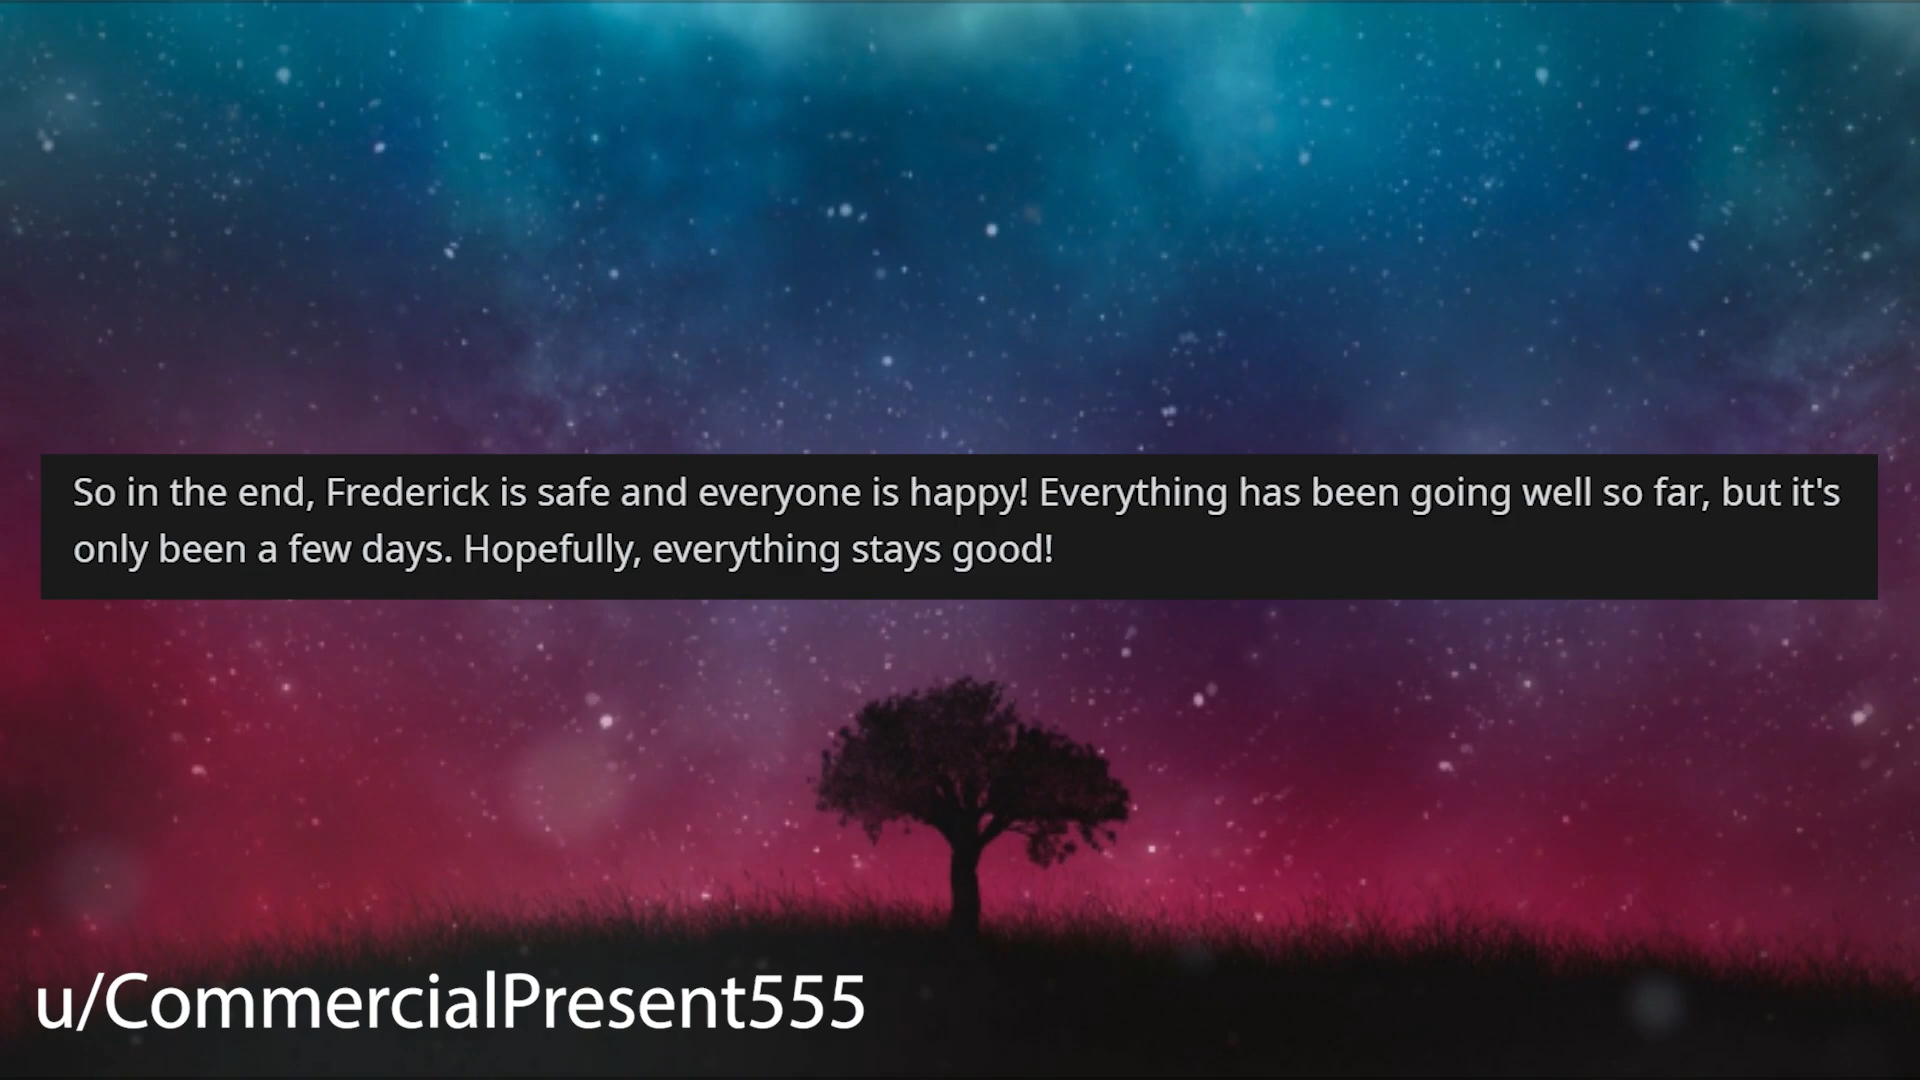 So in the end, Frederick is safe and everyone is happy! Everything has been going well so far, but it's
only been a few days. Hopefully, everything stays good!
u/CommercialPresent555